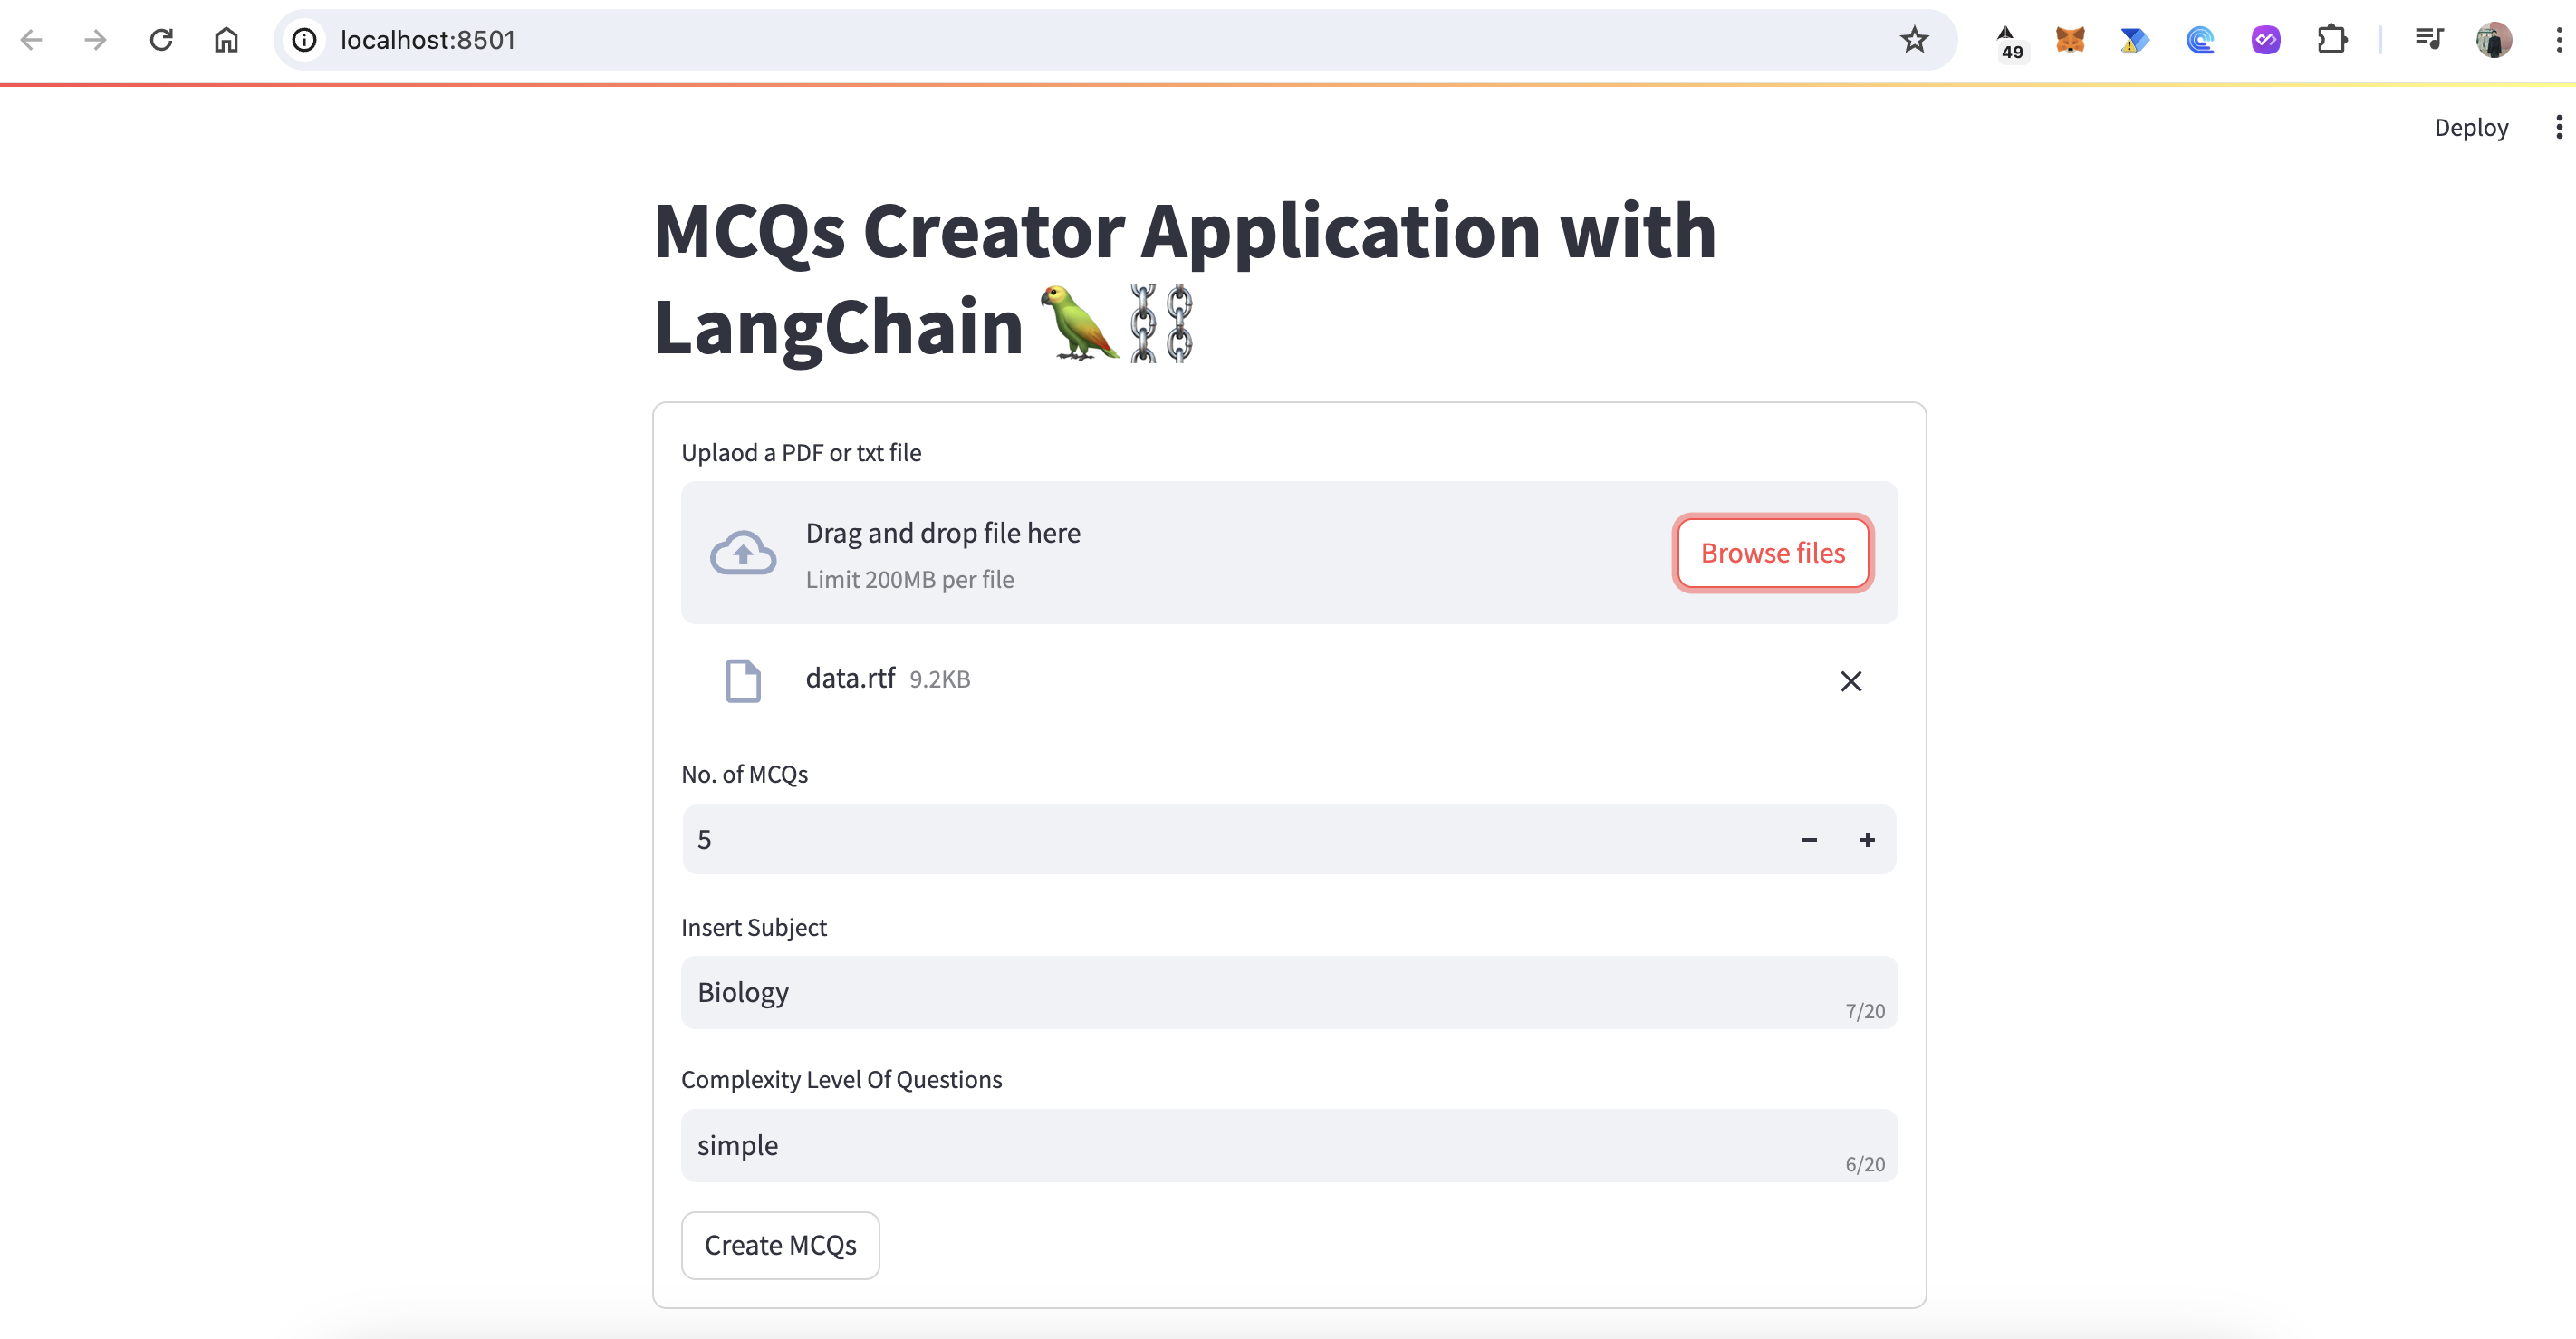 localhost:8501
49
Deploy
MCQs Creator Application with
LangChain 🦜⛓️
Uplaod a PDF or txt file
Drag and drop file here
Limit 200MB per file
Browse files
data.rtf 9.2KB
No. of MCQs
5
Insert Subject
Biology
7/20
Complexity Level Of Questions
simple
6/20
Create MCQs